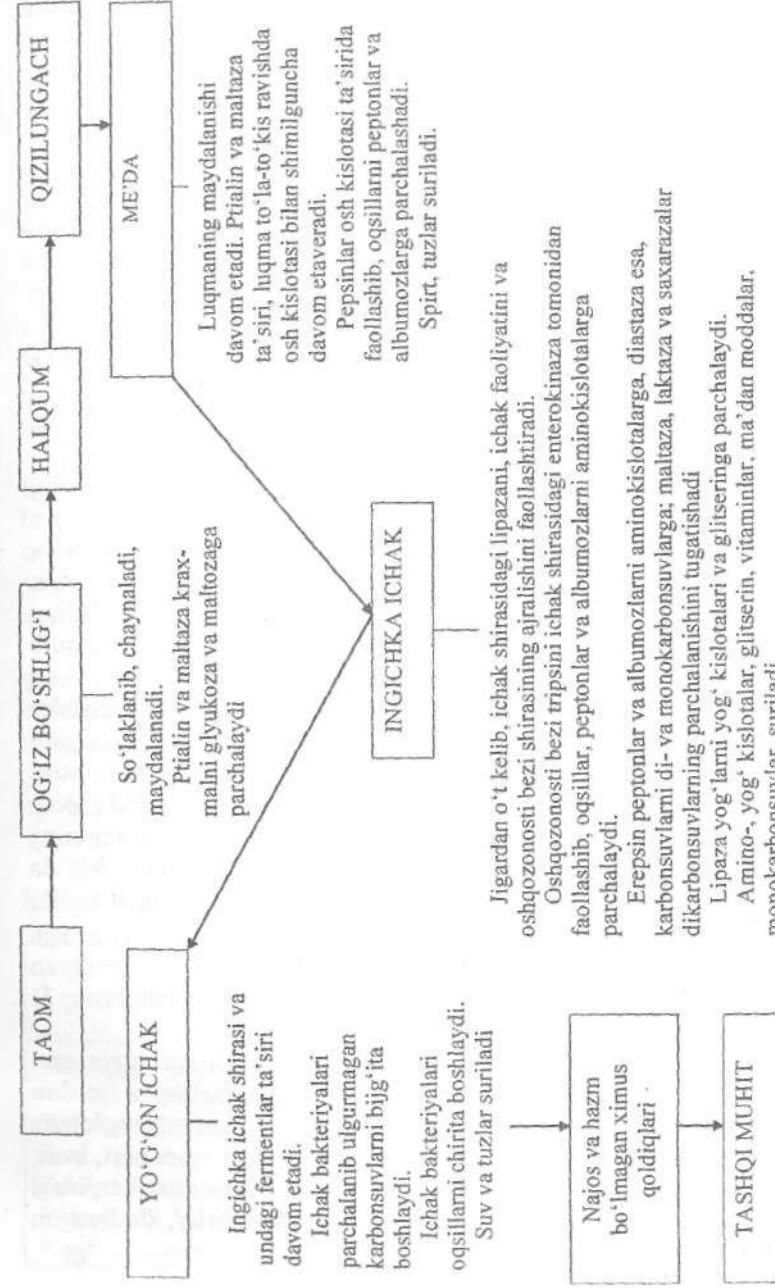 TAOM
OG‘IZ BO‘SHLIG‘I
HALQUM
QIZILUNGACH
So‘laklanib, chaynaladi,
maydalanadi.
Ptialin va maltaza krax-
malni glyukoza va maltozaga
parchalaydi
ME’DA
Luqmaning maydalanishi
davom etadi. Ptialin va maltaza
ta’siri, luqma to‘la-to‘kis ravishda
osh kislotasi bilan shimilguncha
davom etaveradi.
Pepsinlar osh kislotasi ta’sirida
faollashib, oqsillarni peptonlar va
albumozlarga parchalashadi.
Spirt, tuzlar suriladi.
INGICHKA ICHAK
Jigardan o‘t kelib, ichak shirasidagi lipazani, ichak faoliyatini va
oshqozonosti bezi shirasining ajralishini faollashtiradi.
Oshqozonosti bezi tripsini ichak shirasidagi enterokinaza tomonidan
faollashib, oqsillar, peptonlar va albumozlarni aminokislotalarga
parchalaydi.
Erepsin peptonlar va albumozlarni aminokislotalarga, diastaza esa,
karbonsuvlarni di- va monokarbonsuvlarga; maltaza, laktaza va saxarazalar
dikarbonsuvlarning parchalanishini tugatishadi
Lipaza yog‘larni yog‘ kislotalari va glitseringa parchalaydi.
Amino-, yog‘ kislotalar, glitserin, vitaminlar, ma’dan moddalar,
monokarbonsuvlar suriladi
YO‘G‘ON ICHAK
Ingichka ichak shirasi va
undagi fermentlar ta’siri
davom etadi.
Ichak bakteriyalari
parchalanib ulgurmagan
karbonsuvlarni bijg‘ita
boshlaydi.
Ichak bakteriyalari
oqsillarni chirita boshlaydi.
Suv va tuzlar suriladi
Najos va hazm
bo‘lmagan ximus
qoldiqlari
TASHQI MUHIT